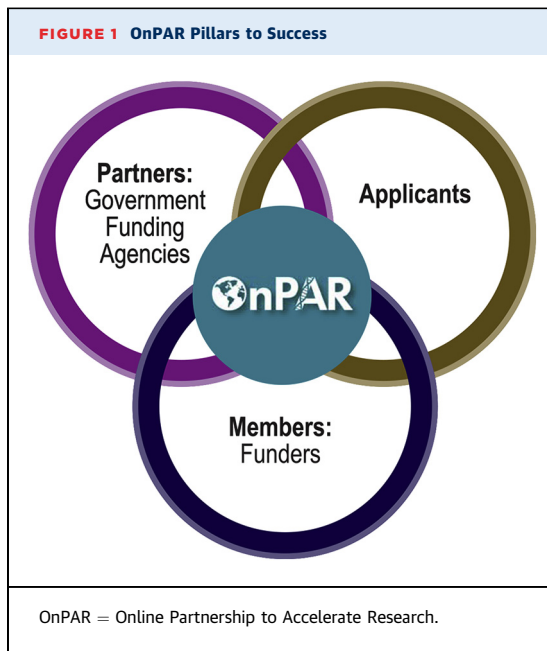 FIGURE 1 OnPAR Pillars to Success
Partners:
Government
Funding
Agencies
Applicants
OnPAR
Members:
Funders
OnPAR = Online Partnership to Accelerate Research.